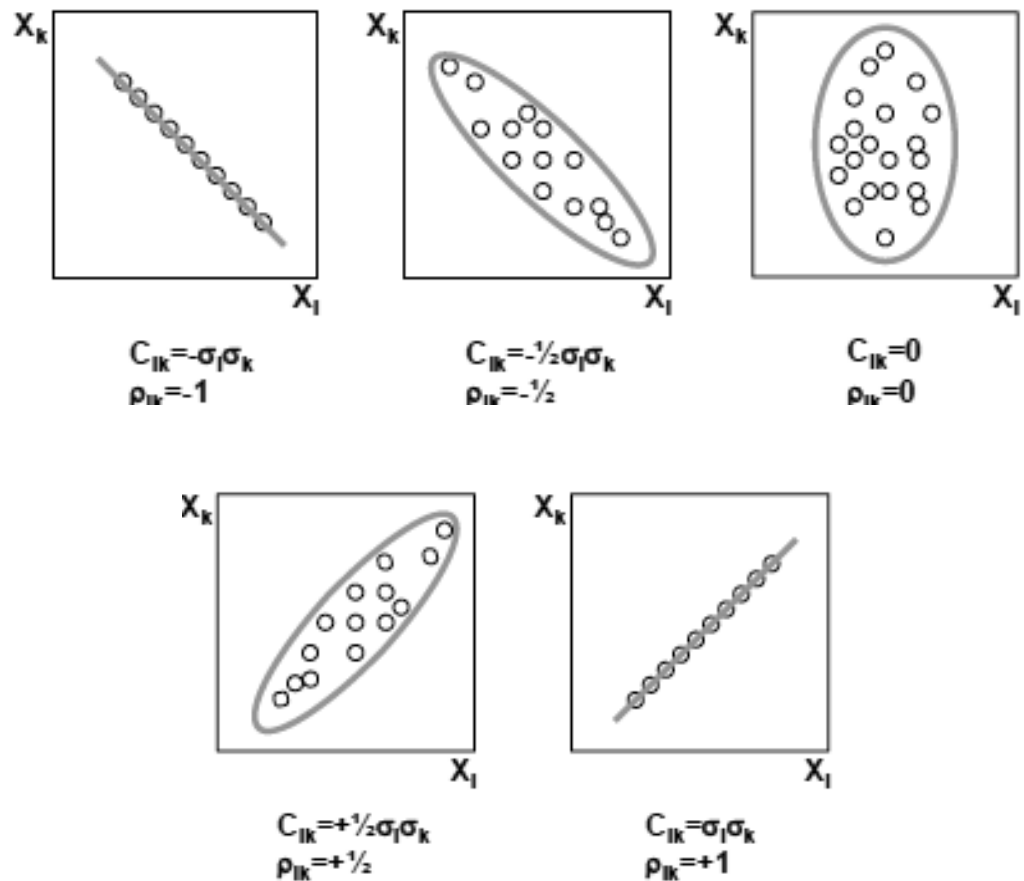 Xk
Xl
Clk=-σlσk
ρlk=-1
Xk
Xl
Clk=-½σlσk
ρlk=-½
Xk
Xl
Clk=0
ρlk=0
Xk
Xl
Clk=+½σlσk
ρlk=+½
Xk
Xl
Clk=σlσk
ρlk=+1